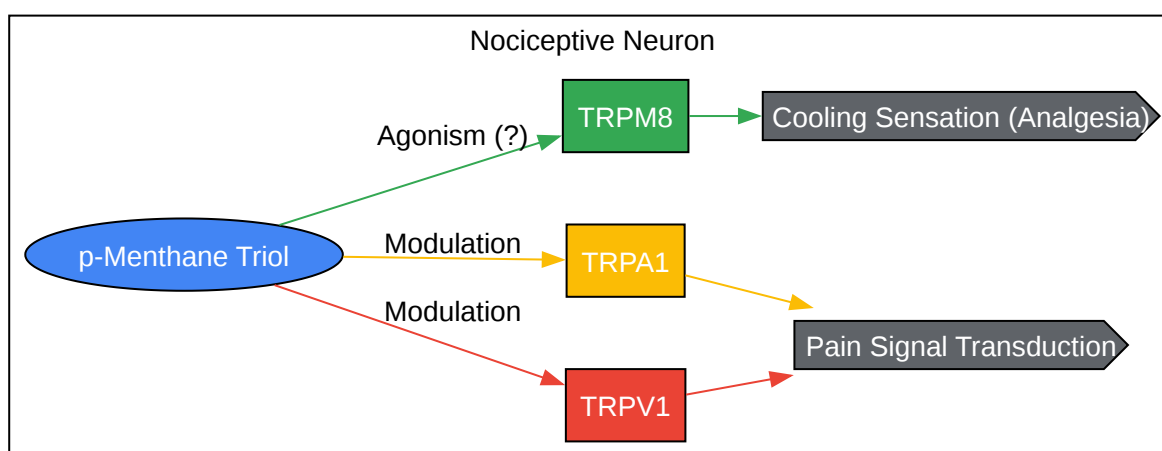 Nociceptive Neuron
TRPM8
Cooling Sensation (Analgesia)
Agonism (?)
p-Menthane Triol
Modulation
TRPA1
Modulation
Pain Signal Transduction
TRPV1